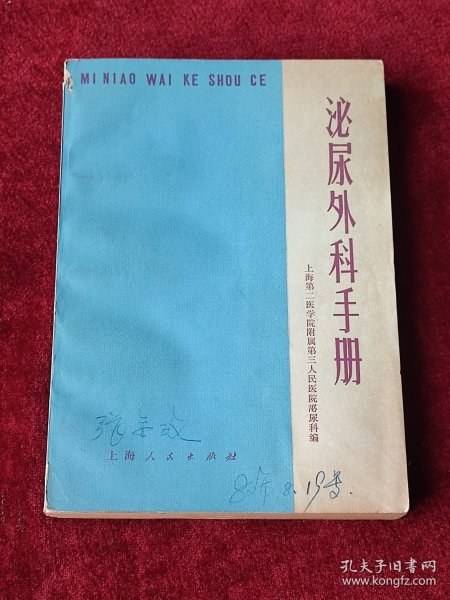 MI NIAO WAI KE SHOU CE
泌尿外科手册
上海第二医学院附属第三人民医院泌尿科编
上海人民出版社
孔夫子旧书网
www.kongfz.com